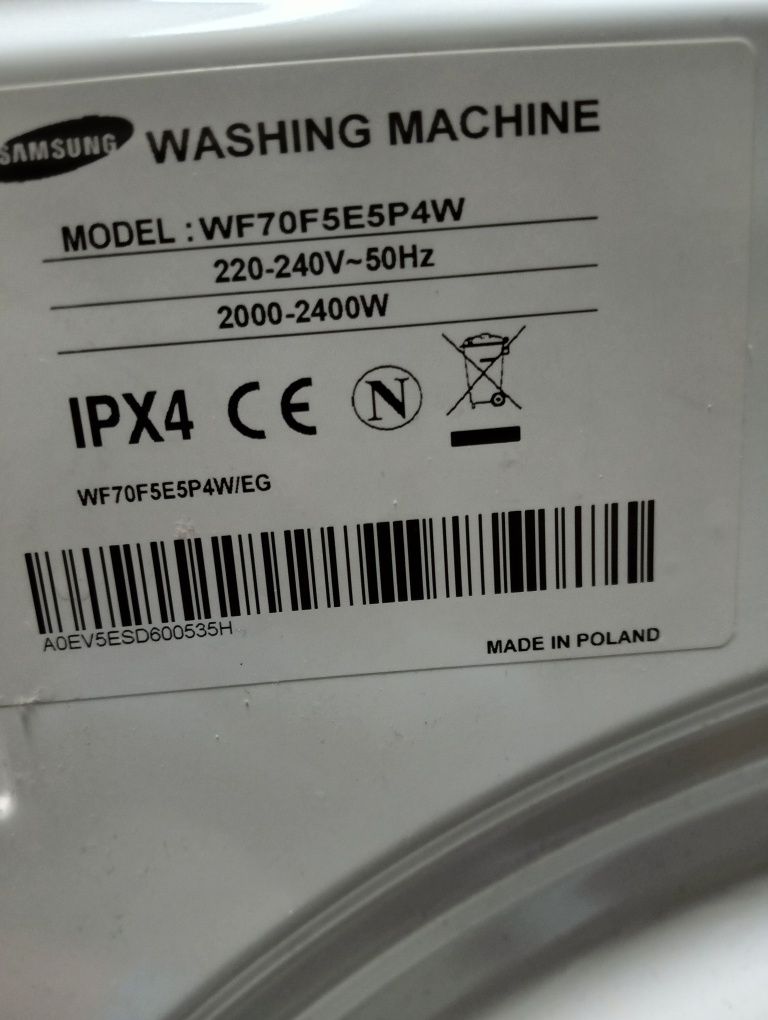 SAMSUNG WASHING MACHINE
MODEL : WF70F5E5P4W
220-240V~50Hz
2000-2400W
IPX4 CE N
WF70F5E5P4W/EG
A0EV5ESD600535H
MADE IN POLAND